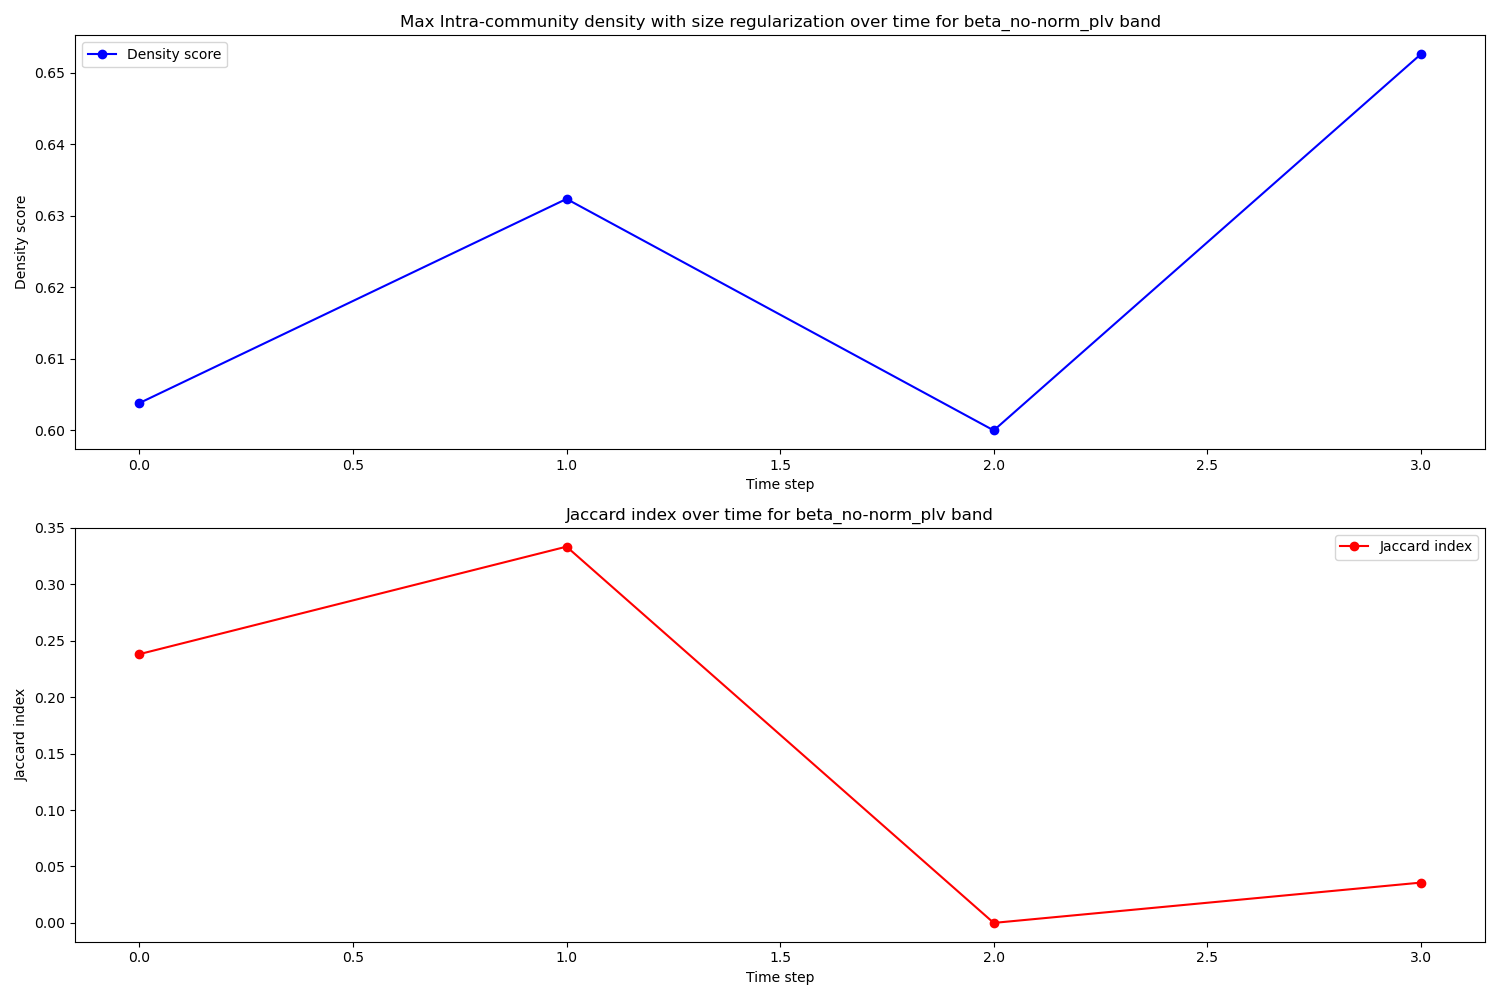 Max Intra-community density with size regularization over time for beta_no-norm_plv band
Density score
0.65
0.64
0.63
0.62
0.61
0.60
Density score
0.0 0.5 1.0 1.5 2.0 2.5 3.0
Time step
Jaccard index over time for beta_no-norm_plv band
Jaccard index
0.35
0.30
0.25
0.20
0.15
0.10
0.05
0.00
Jaccard index
0.0 0.5 1.0 1.5 2.0 2.5 3.0
Time step